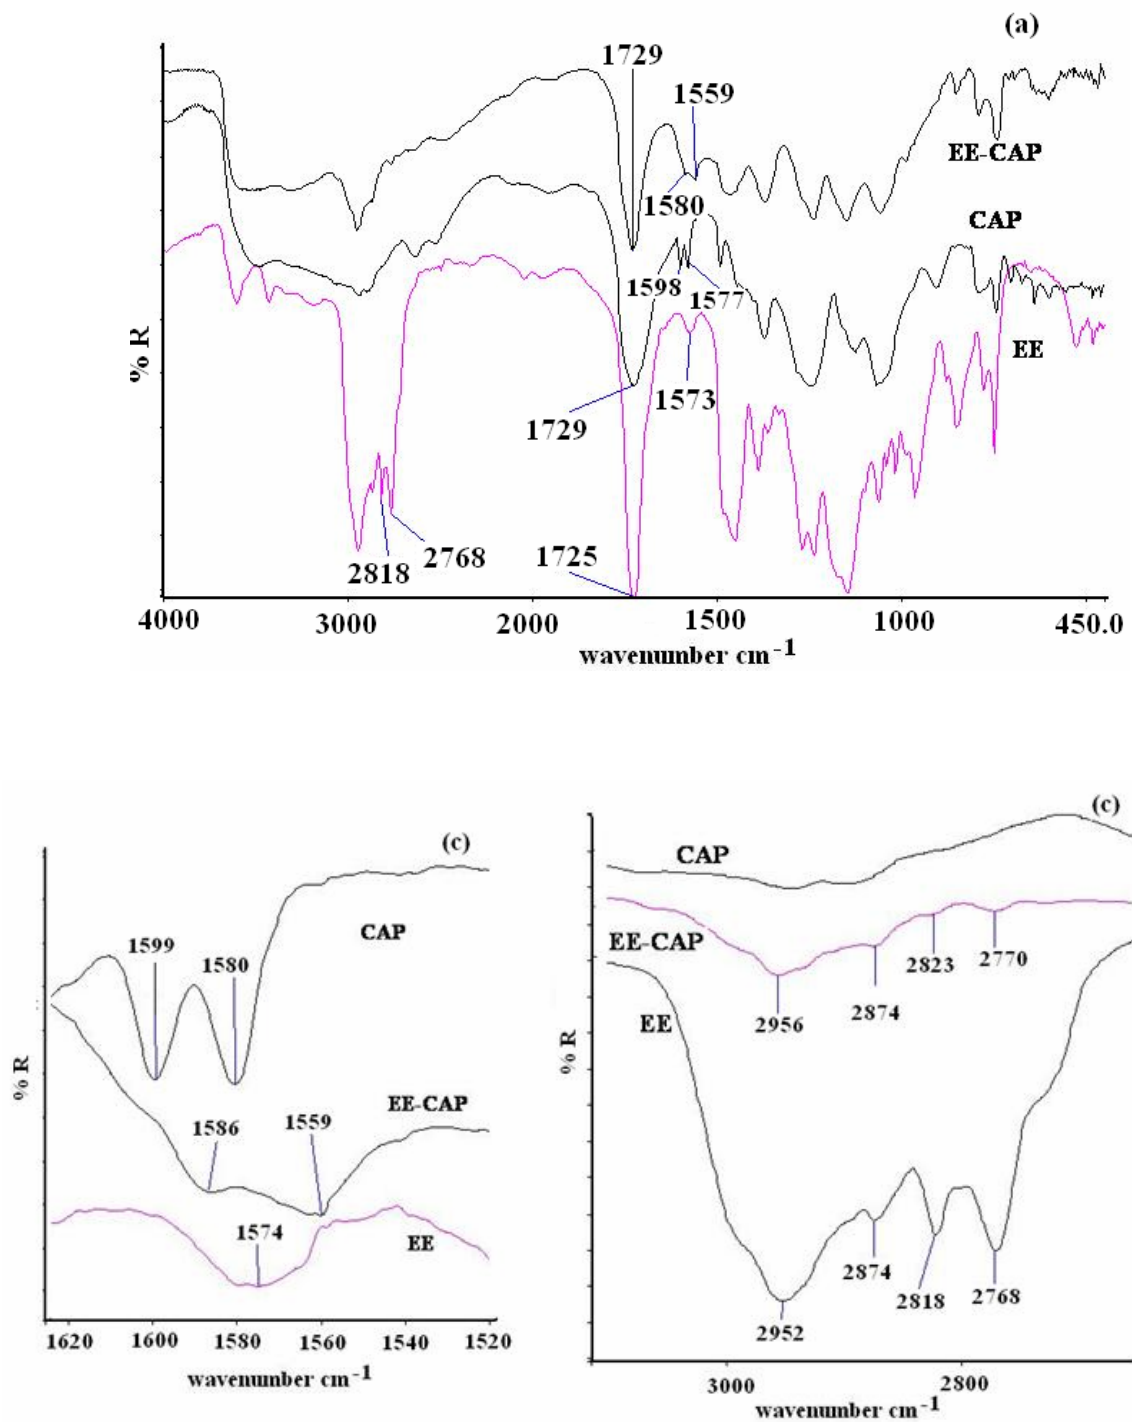 (a)
1729
1559
EE-CAP
1580
CAP
1598
1577
EE
% R
1573
1729
2818
2768
1725
4000 3000 2000 1500 1000 450.0
wavenumber cm-1
(c)
CAP
1599
1580
EE-CAP
1586
1559
1574
EE
% R
1620 1600 1580 1560 1540 1520
wavenumber cm-1
(c)
CAP
EE-CAP
2823
2770
2874
2956
EE
% R
2874
2818
2768
2952
3000 2800
wavenumber cm-1